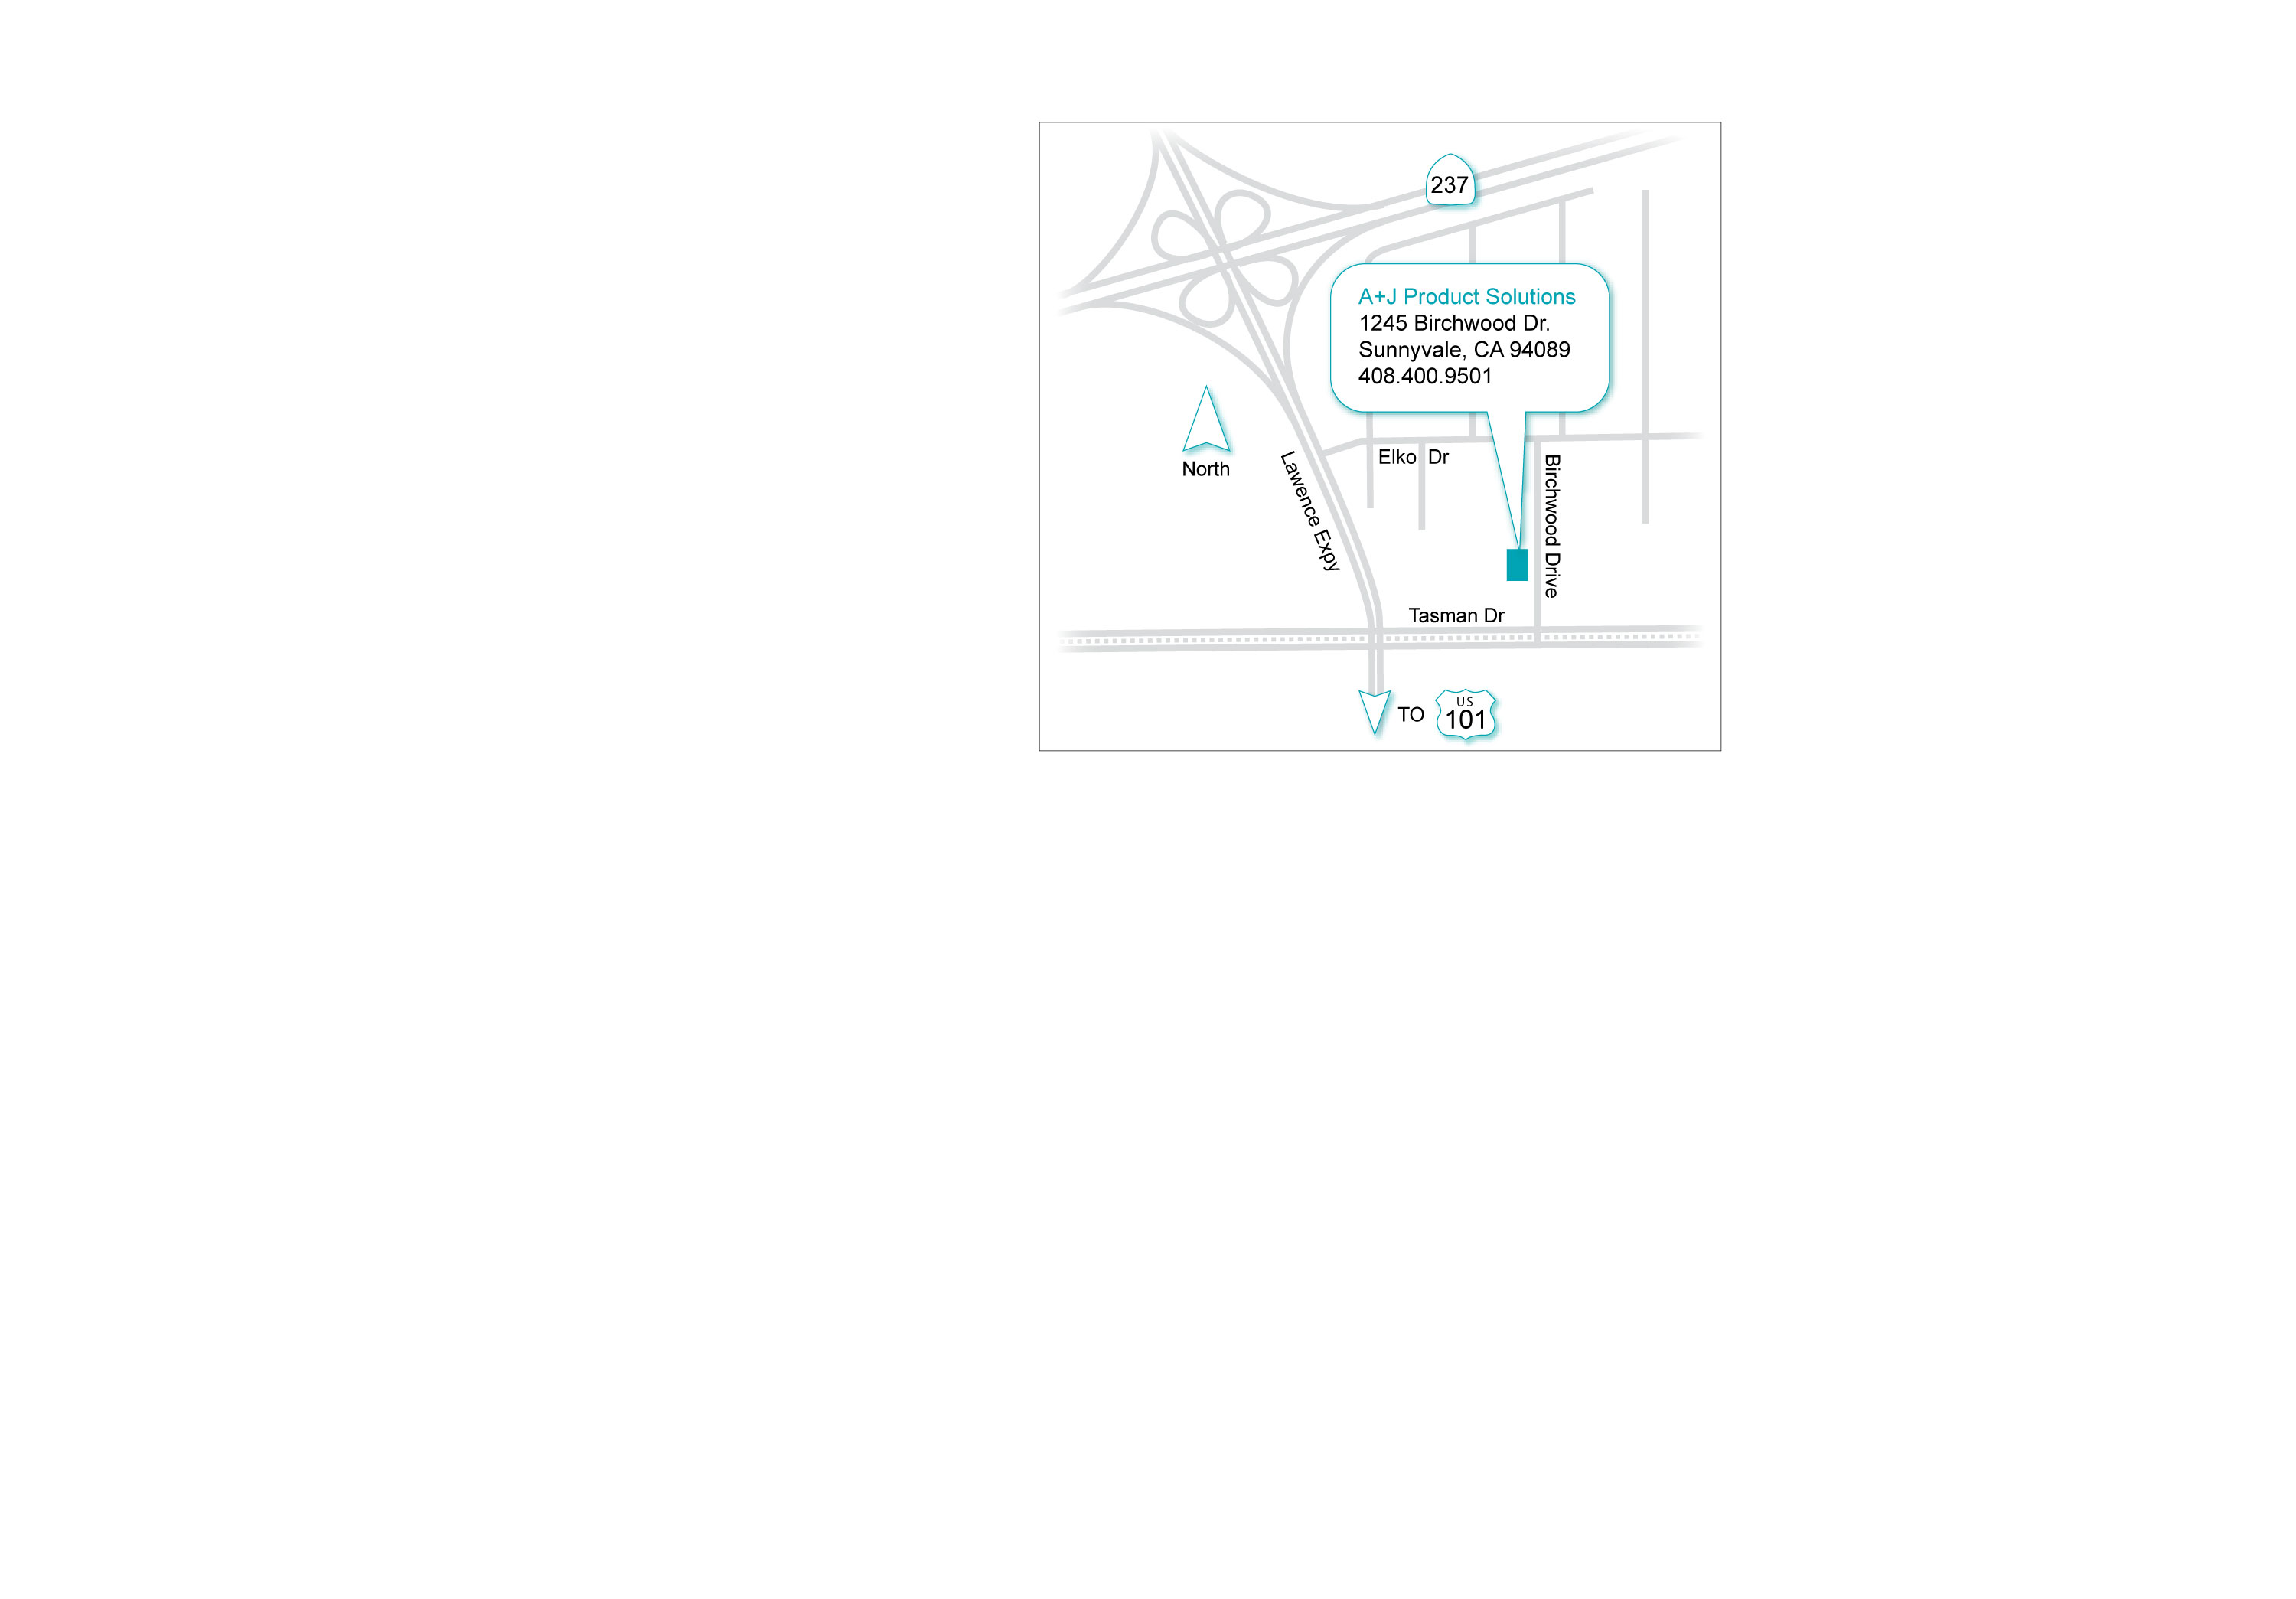 237
A+J Product Solutions
1245 Birchwood Dr.
Sunnyvale, CA 94089
408.400.9501
North
Lawence Expy
Elko Dr
Birchwood Drive
Tasman Dr
TO
US
101